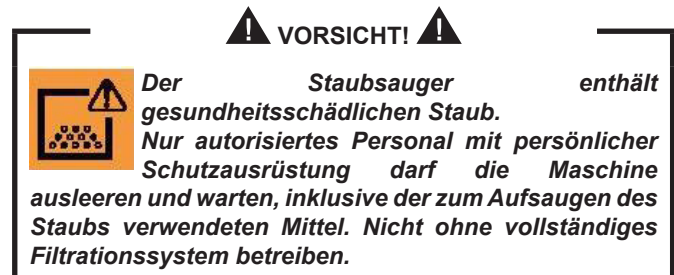 VORSICHT!
Der Staubsauger enthält
gesundheitsschädlichen Staub.
Nur autorisiertes Personal mit persönlicher
Schutzausrüstung darf die Maschine
ausleeren und warten, inklusive der zum Aufsaugen des
Staubs verwendeten Mittel. Nicht ohne vollständiges
Filtrationssystem betreiben.